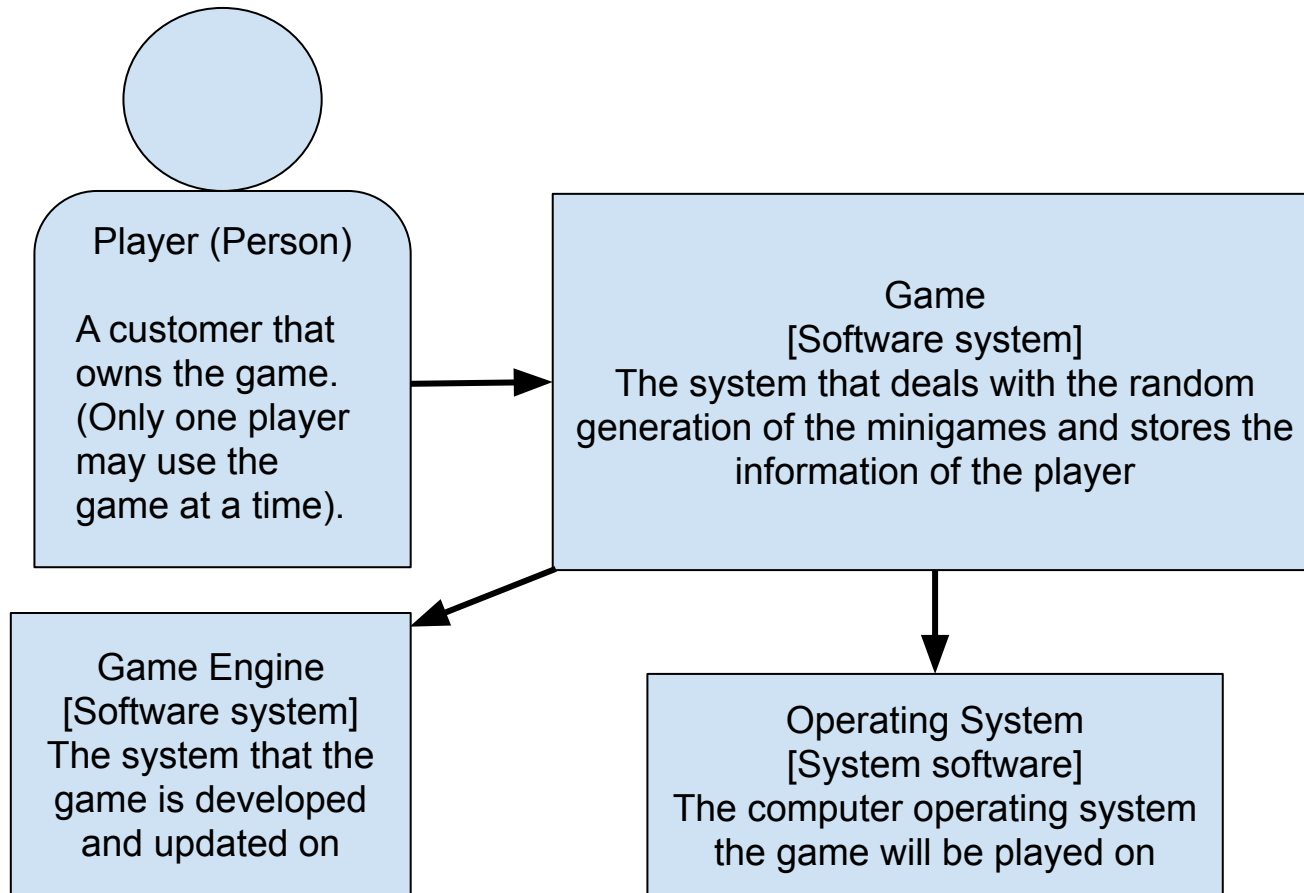 Player (Person)
A customer that
owns the game.
(Only one player
may use the
game at a time).
Game
[Software system]
The system that deals with the random
generation of the minigames and stores the
information of the player
Game Engine
[Software system]
The system that the
game is developed
and updated on
Operating System
[System software]
The computer operating system
the game will be played on